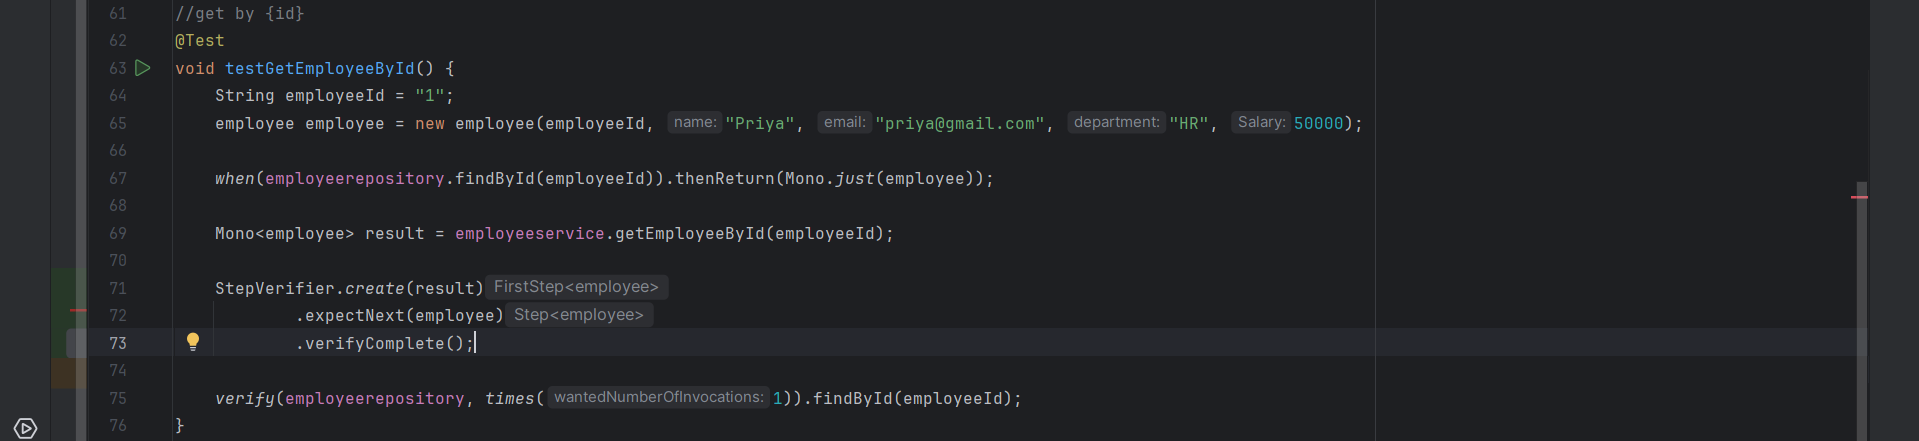 61 //get by {id}
62 @Test
63 void testGetEmployeeById() {
64 String employeeId = "1";
65 employee employee = new employee(employeeId, name: "Priya", email: "priya@gmail.com", department: "HR", Salary: 50000);
66
67 when(employeerepository.findById(employeeId)).thenReturn(Mono.just(employee));
68
69 Mono<employee> result = employeeservice.getEmployeeById(employeeId);
70
71 StepVerifier.create(result) FirstStep<employee>
72 .expectNext(employee) Step<employee>
73 .verifyComplete();
74
75 verify(employeerepository, times( wantedNumberOfInvocations: 1)).findById(employeeId);
76 }